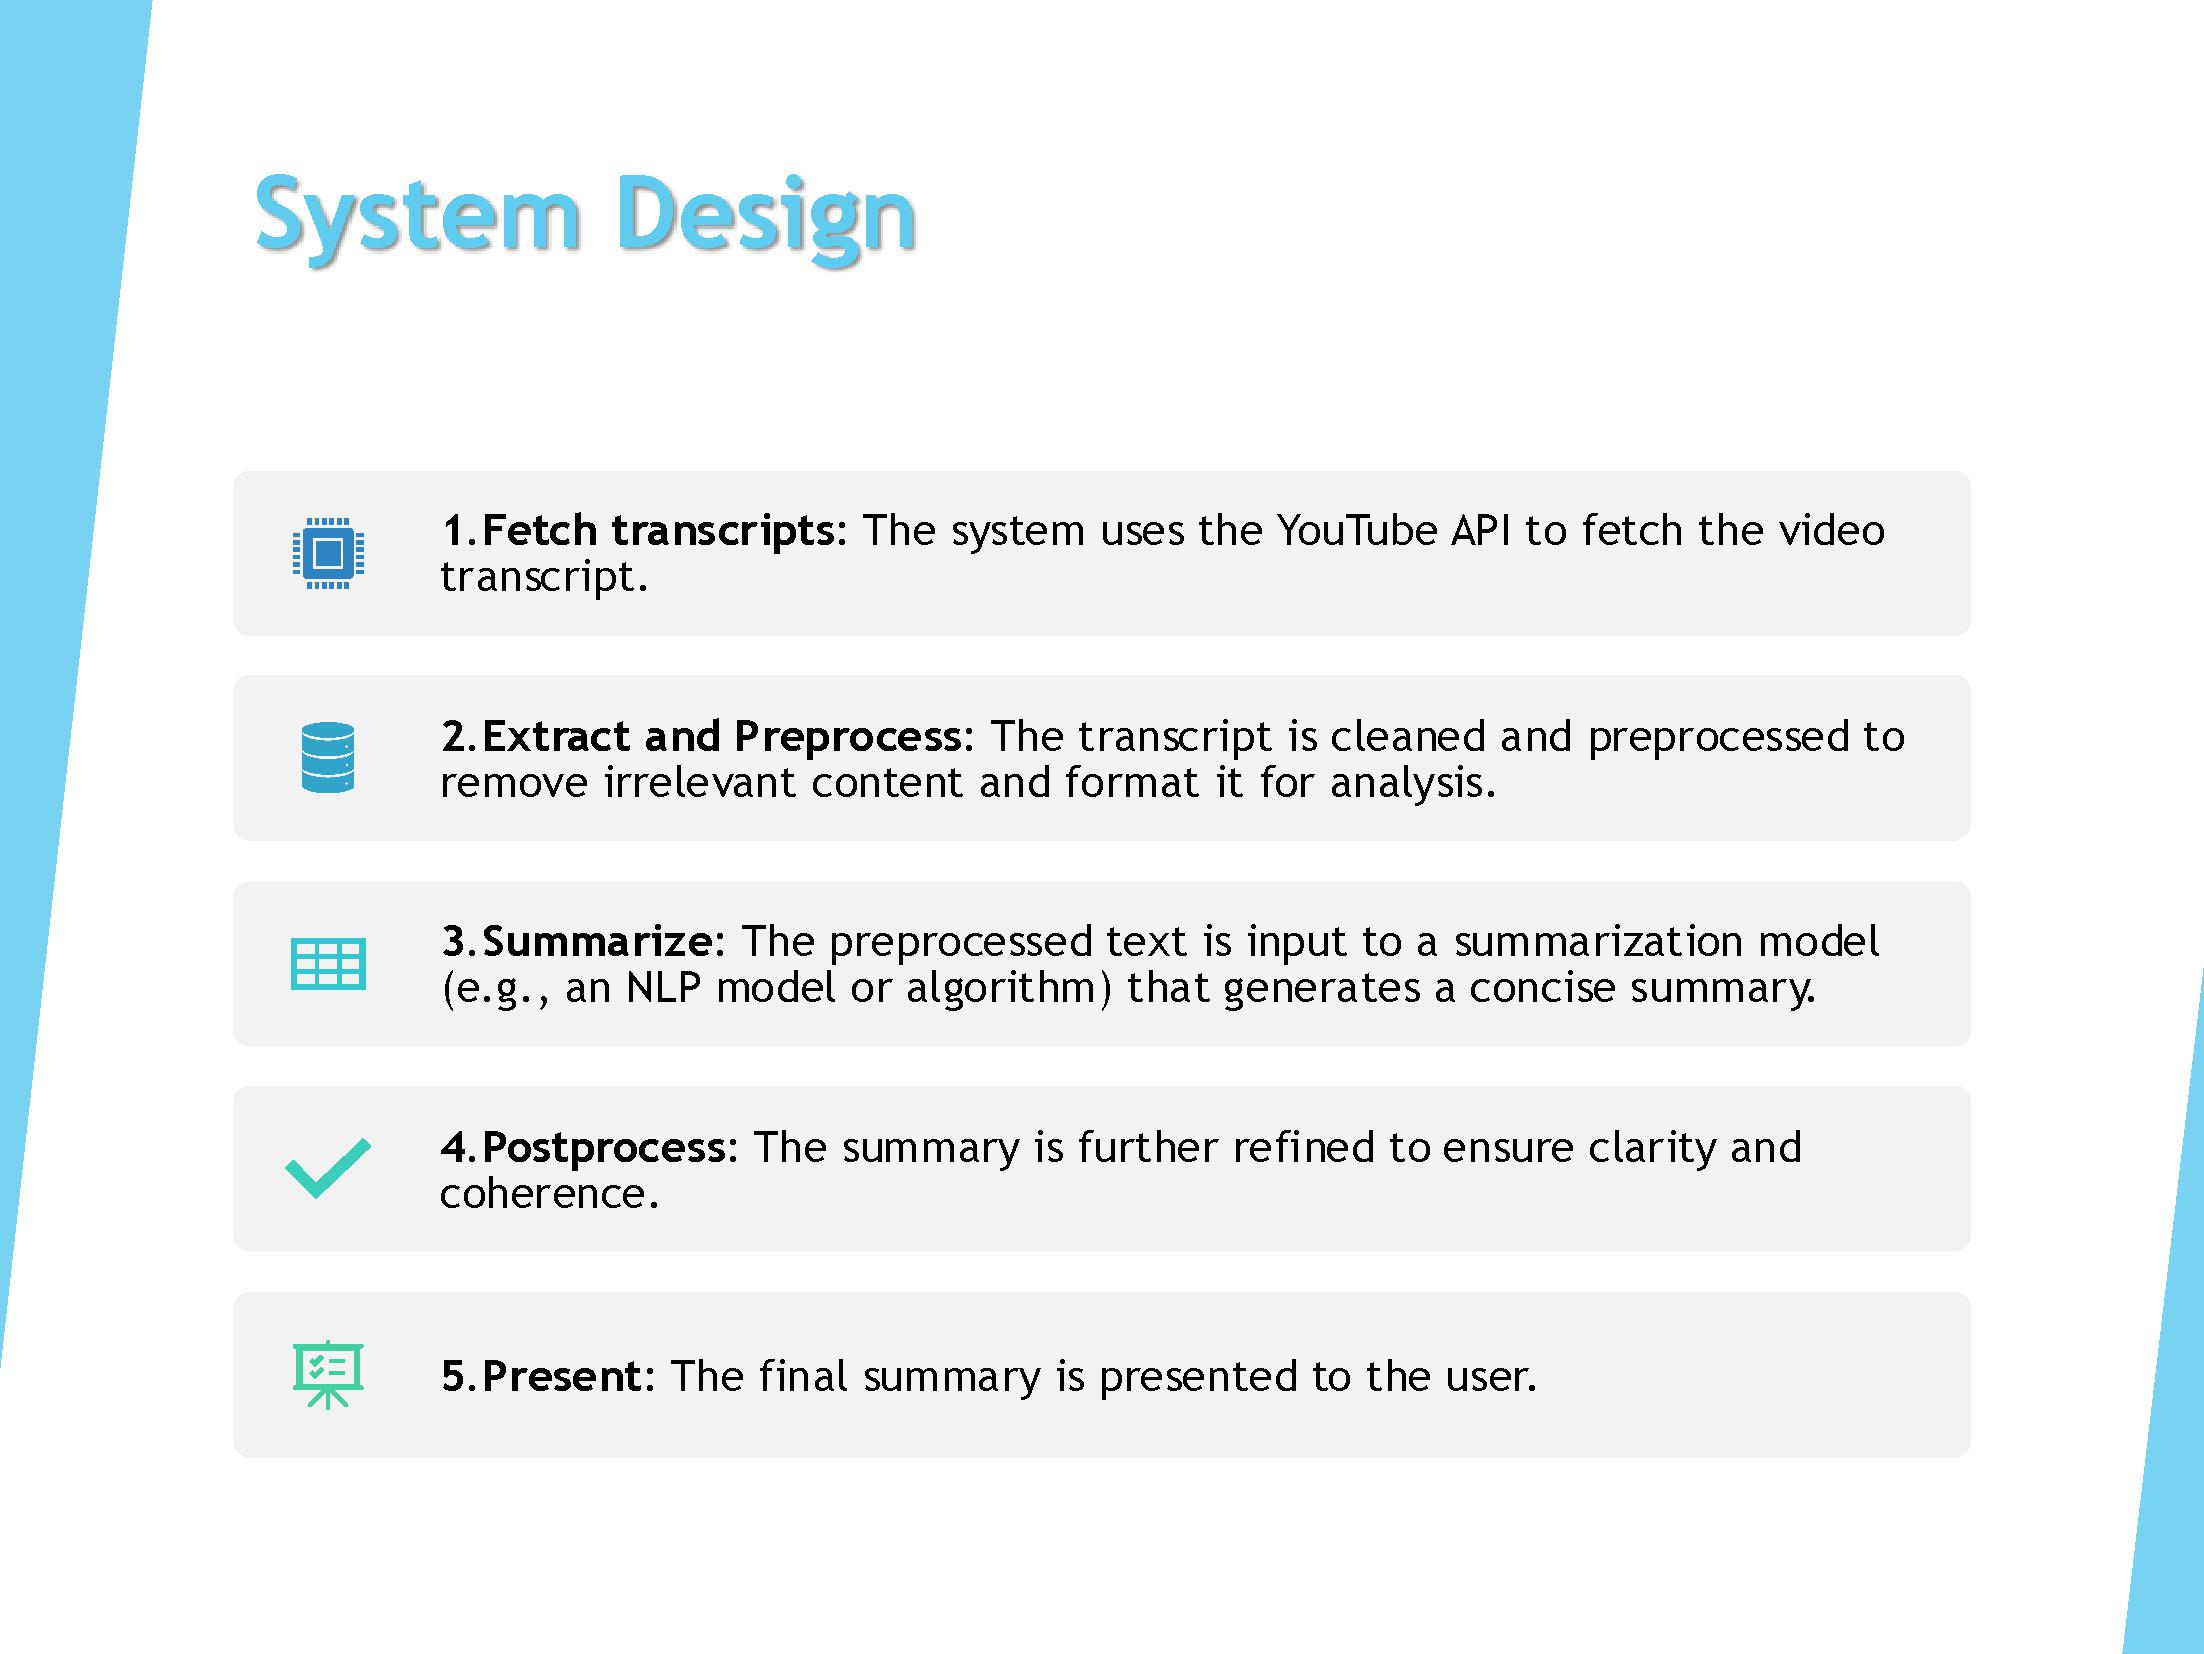 System Design
1.Fetch transcripts: The system uses the YouTube API to fetch the video
transcript.
2.Extract and Preprocess: The transcript is cleaned and preprocessed to
remove irrelevant content and format it for analysis.
3.Summarize: The preprocessed text is input to a summarization model
(e.g., an NLP model or algorithm) that generates a concise summary.
4.Postprocess: The summary is further refined to ensure clarity and
coherence.
5.Present: The final summary is presented to the user.